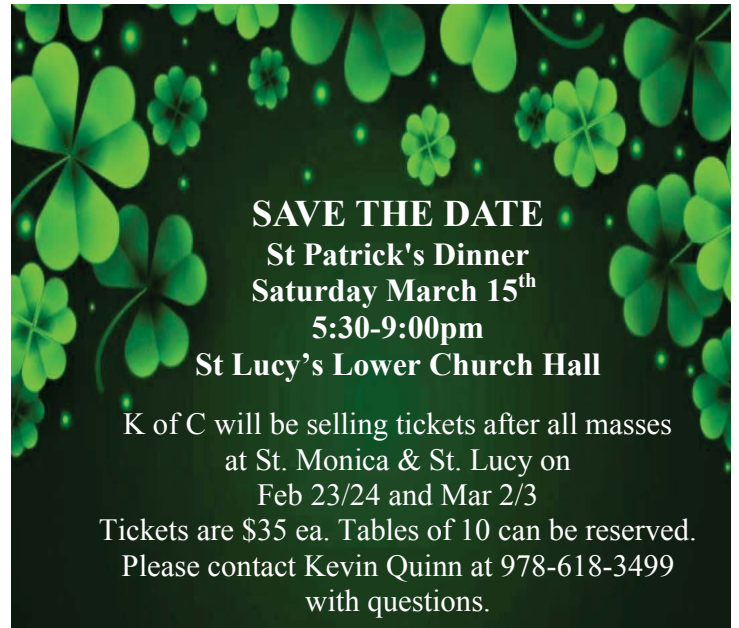 SAVE THE DATE
St Patrick's Dinner
Saturday March 15th
5:30-9:00pm
St Lucy’s Lower Church Hall
K of C will be selling tickets after all masses
at St. Monica & St. Lucy on
Feb 23/24 and Mar 2/3
Tickets are $35 ea. Tables of 10 can be reserved.
Please contact Kevin Quinn at 978-618-3499
with questions.